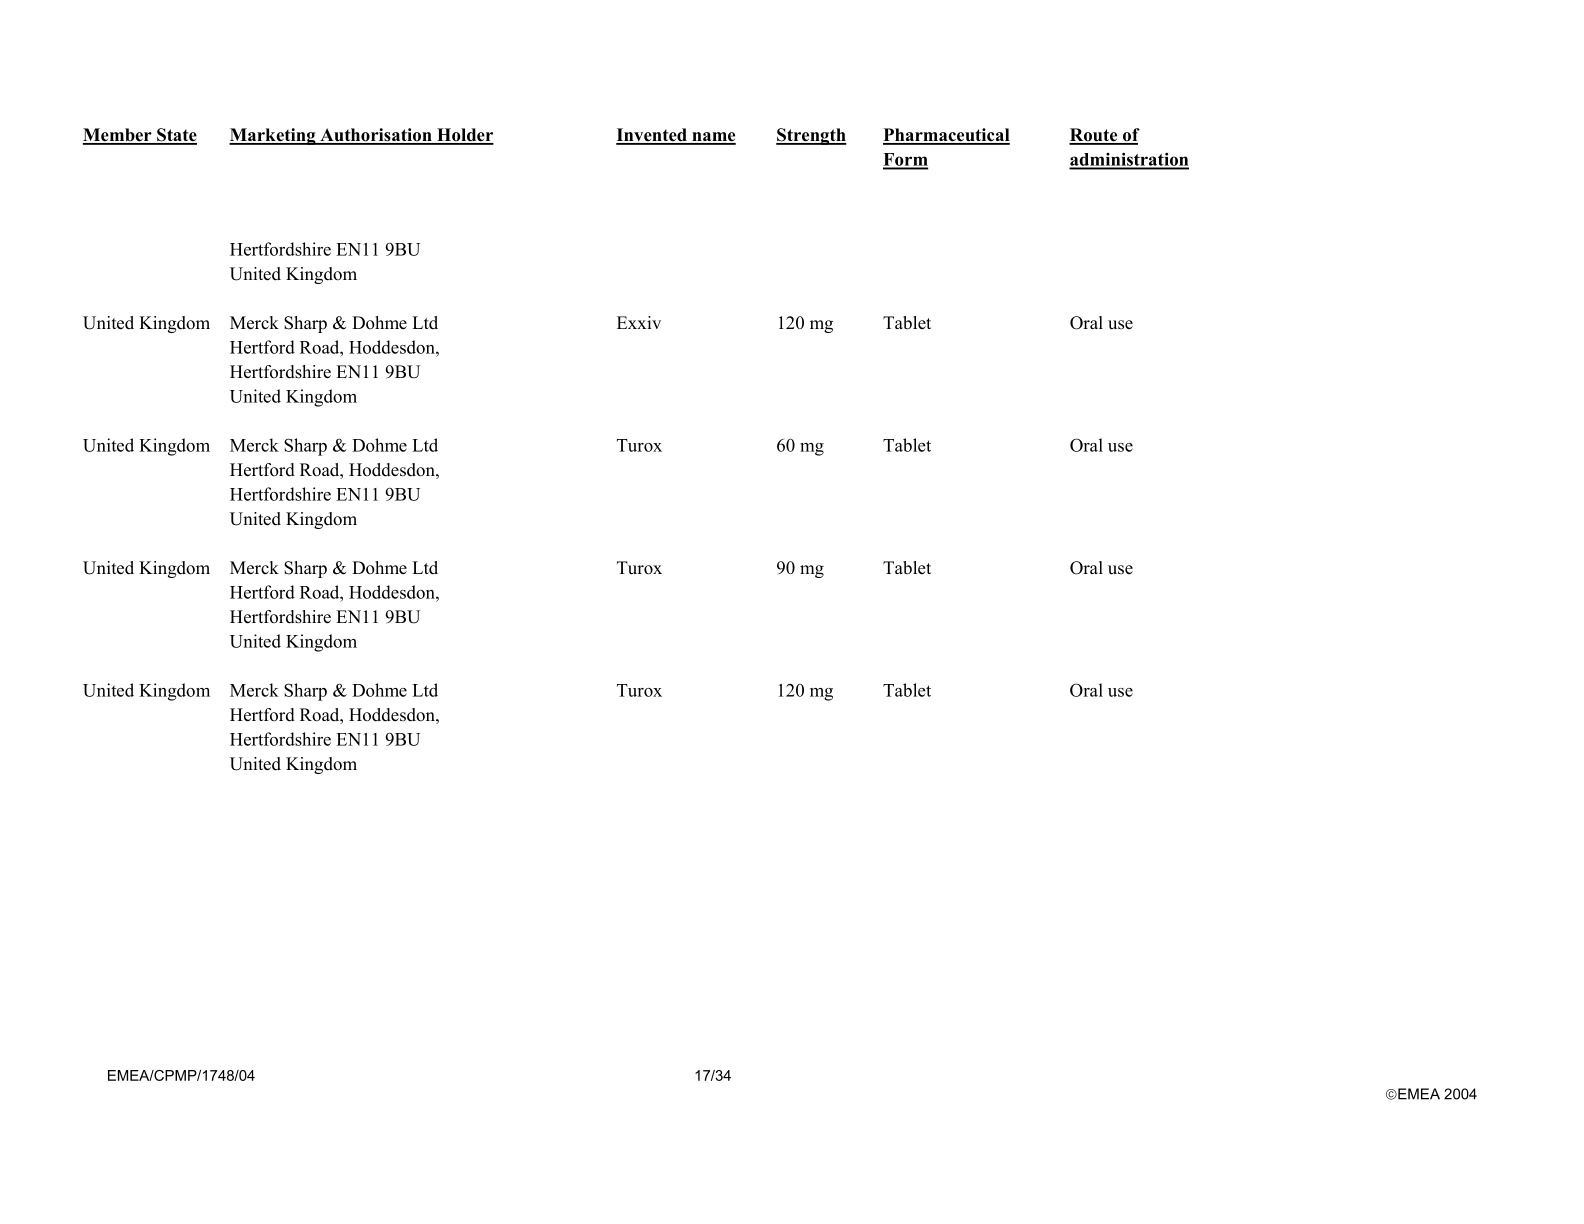 Member State Marketing Authorisation Holder Invented name Strength Pharmaceutical Form Route of administration
Hertfordshire EN11 9BU
United Kingdom
United Kingdom Merck Sharp & Dohme Ltd Exxiv 120 mg Tablet Oral use
Hertford Road, Hoddesdon,
Hertfordshire EN11 9BU
United Kingdom
United Kingdom Merck Sharp & Dohme Ltd Turox 60 mg Tablet Oral use
Hertford Road, Hoddesdon,
Hertfordshire EN11 9BU
United Kingdom
United Kingdom Merck Sharp & Dohme Ltd Turox 90 mg Tablet Oral use
Hertford Road, Hoddesdon,
Hertfordshire EN11 9BU
United Kingdom
United Kingdom Merck Sharp & Dohme Ltd Turox 120 mg Tablet Oral use
Hertford Road, Hoddesdon,
Hertfordshire EN11 9BU
United Kingdom
EMEA/CPMP/1748/04 17/34
©EMEA 2004